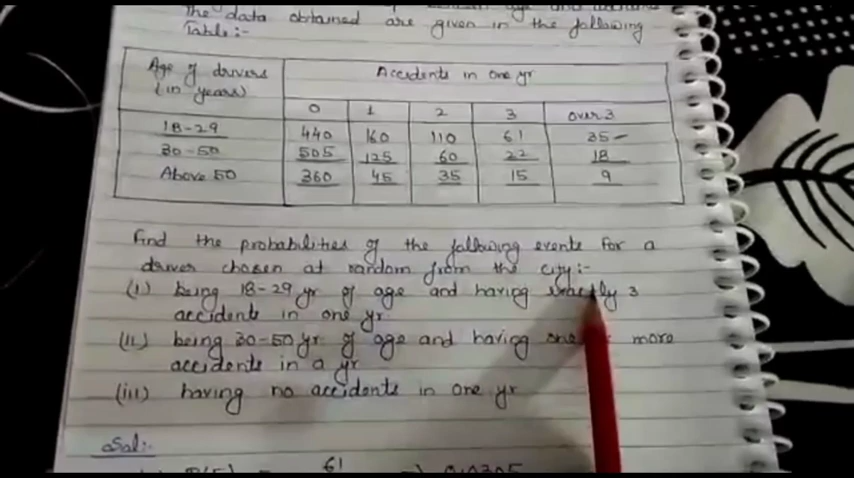 The data obtained are given in the following
Table:-
Age of drivers Accidents in one yr
(in years)
0 1 2 3 over 3
18-29 440 160 110 61 35
30-50 505 125 60 22 18
Above 50 360 45 35 15 9
Find the probabilities of the following events for a
driver chosen at random from the city:-
(i) being 18-29 yr of age and having exactly 3
accidents in one yr.
(ii) being 30-50 yr of age and having one more
accidents in a yr
(iii) having no accidents in one yr
Sol:-
61